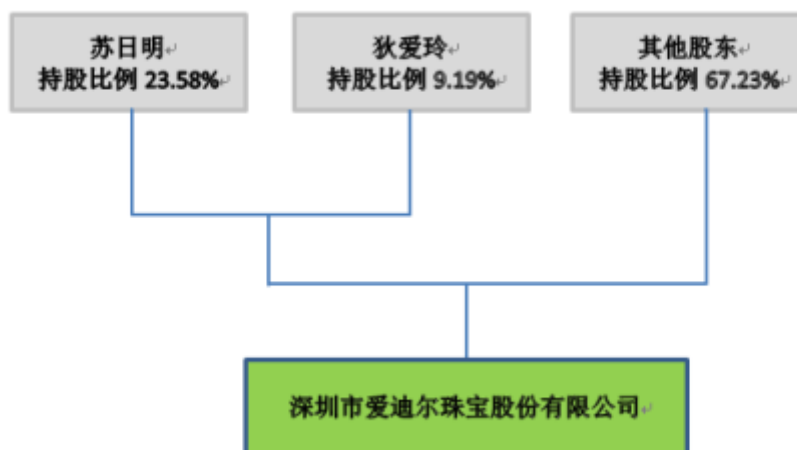 苏日明
持股比例 23.58%
狄爱玲
持股比例 9.19%
其他股东
持股比例 67.23%
深圳市爱迪尔珠宝股份有限公司